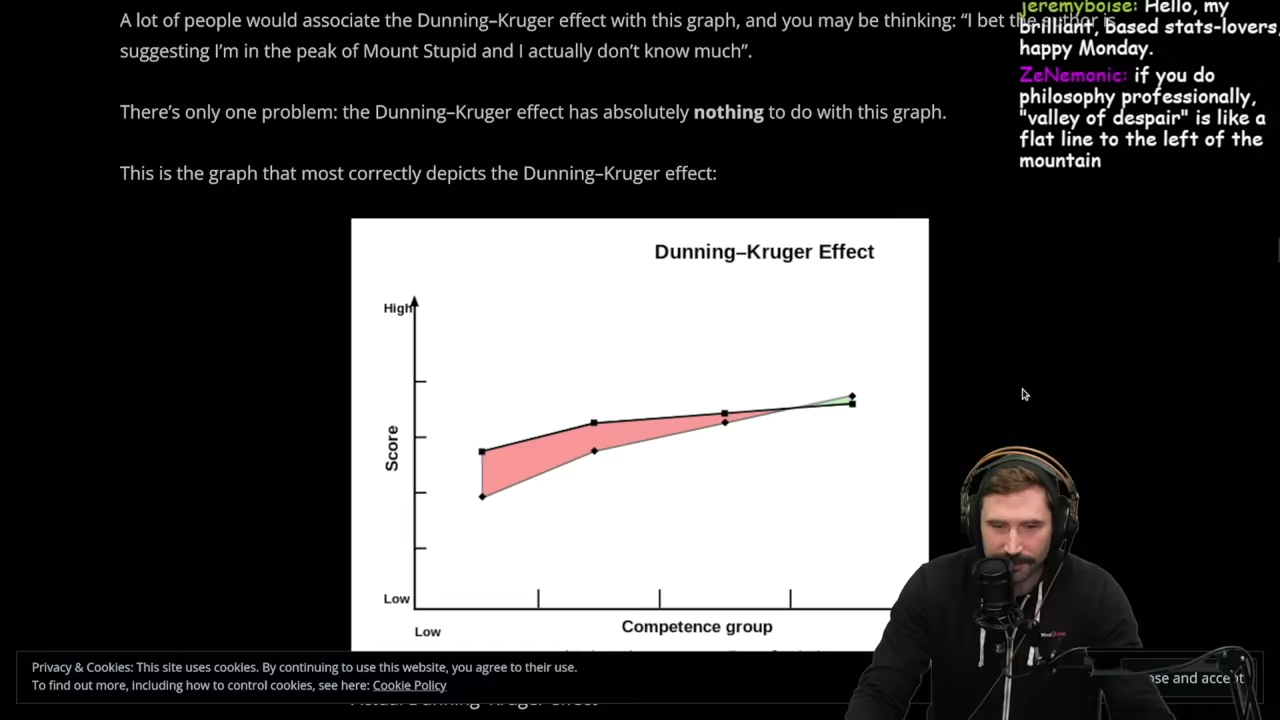 A lot of people would associate the Dunning–Kruger effect with this graph, and you may be thinking: “I bet the author is
suggesting I’m in the peak of Mount Stupid and I actually don’t know much”.
There’s only one problem: the Dunning–Kruger effect has absolutely nothing to do with this graph.
This is the graph that most correctly depicts the Dunning–Kruger effect:
jeremyboise: Hello, my
brilliant, based stats-lovers,
happy Monday.
ZeNemonic: if you do
philosophy professionally,
"valley of despair" is like a
flat line to the left of the
mountain
Dunning–Kruger Effect
High
Score
Low
Low
Competence group
Privacy & Cookies: This site uses cookies. By continuing to use this website, you agree to their use.
To find out more, including how to control cookies, see here: Cookie Policy
and accept